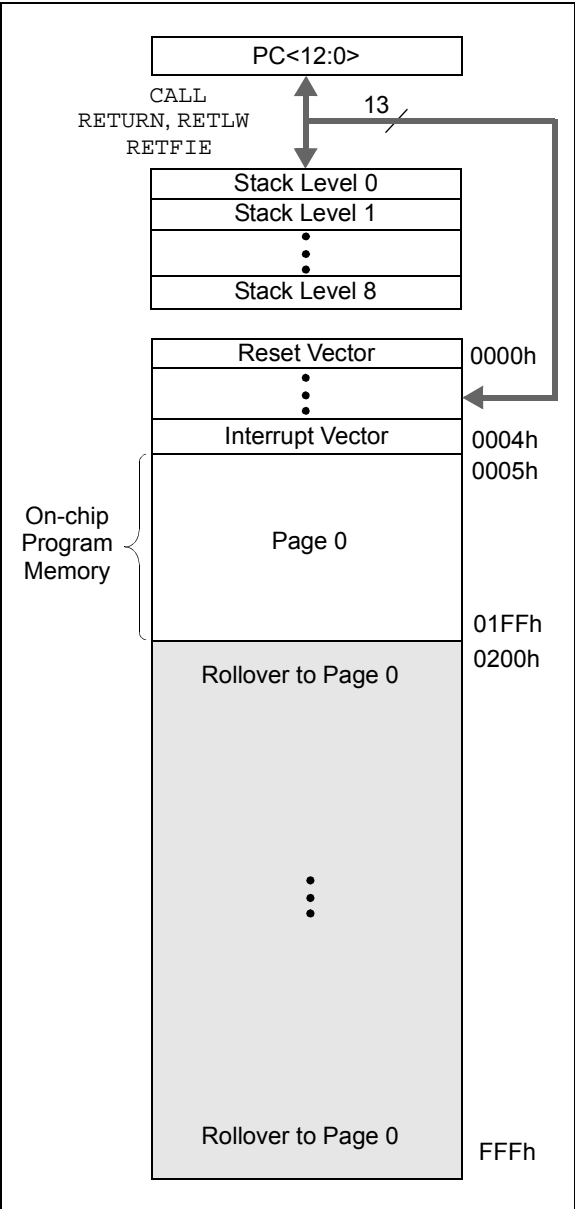 PC<12:0>
CALL
RETURN, RETLW
RETFIE
13
Stack Level 0
Stack Level 1
Stack Level 8
Reset Vector
0000h
Interrupt Vector
0004h
0005h
On-chip
Program
Memory
Page 0
01FFh
0200h
Rollover to Page 0
Rollover to Page 0
FFFh